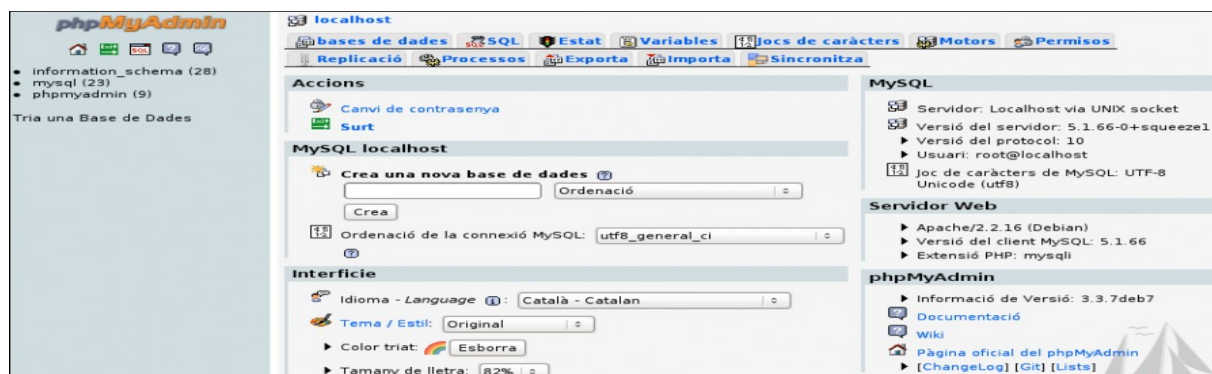 phpMyAdmin
information_schema (28)
mysql (23)
phpmyadmin (9)
Tria una Base de Dades
localhost
bases de dades SQL Estat Variables Jocs de caràcters Motors Permisos
Replicació Processos Exporta Importa Sincronitza
Accions
Canvi de contrasenya
Surt
MySQL localhost
Crea una nova base de dades
Ordenació
Crea
Ordenació de la connexió MySQL: utf8_general_ci
Interficie
Idioma - Language : Català - Catalan
Tema / Estil: Original
Color triat: Esborra
Tamany de lletra: 82%
MySQL
Servidor: Localhost via UNIX socket
Versió del servidor: 5.1.66-0+squeeze1
Versió del protocol: 10
Usuari: root@localhost
Joc de caràcters de MySQL: UTF-8
Unicode (utf8)
Servidor Web
Apache/2.2.16 (Debian)
Versió del client MySQL: 5.1.66
Extensió PHP: mysqli
phpMyAdmin
Informació de Versió: 3.3.7deb7
Documentació
Wiki
Pàgina oficial del phpMyAdmin
[ChangeLog] [Git] [Lists]